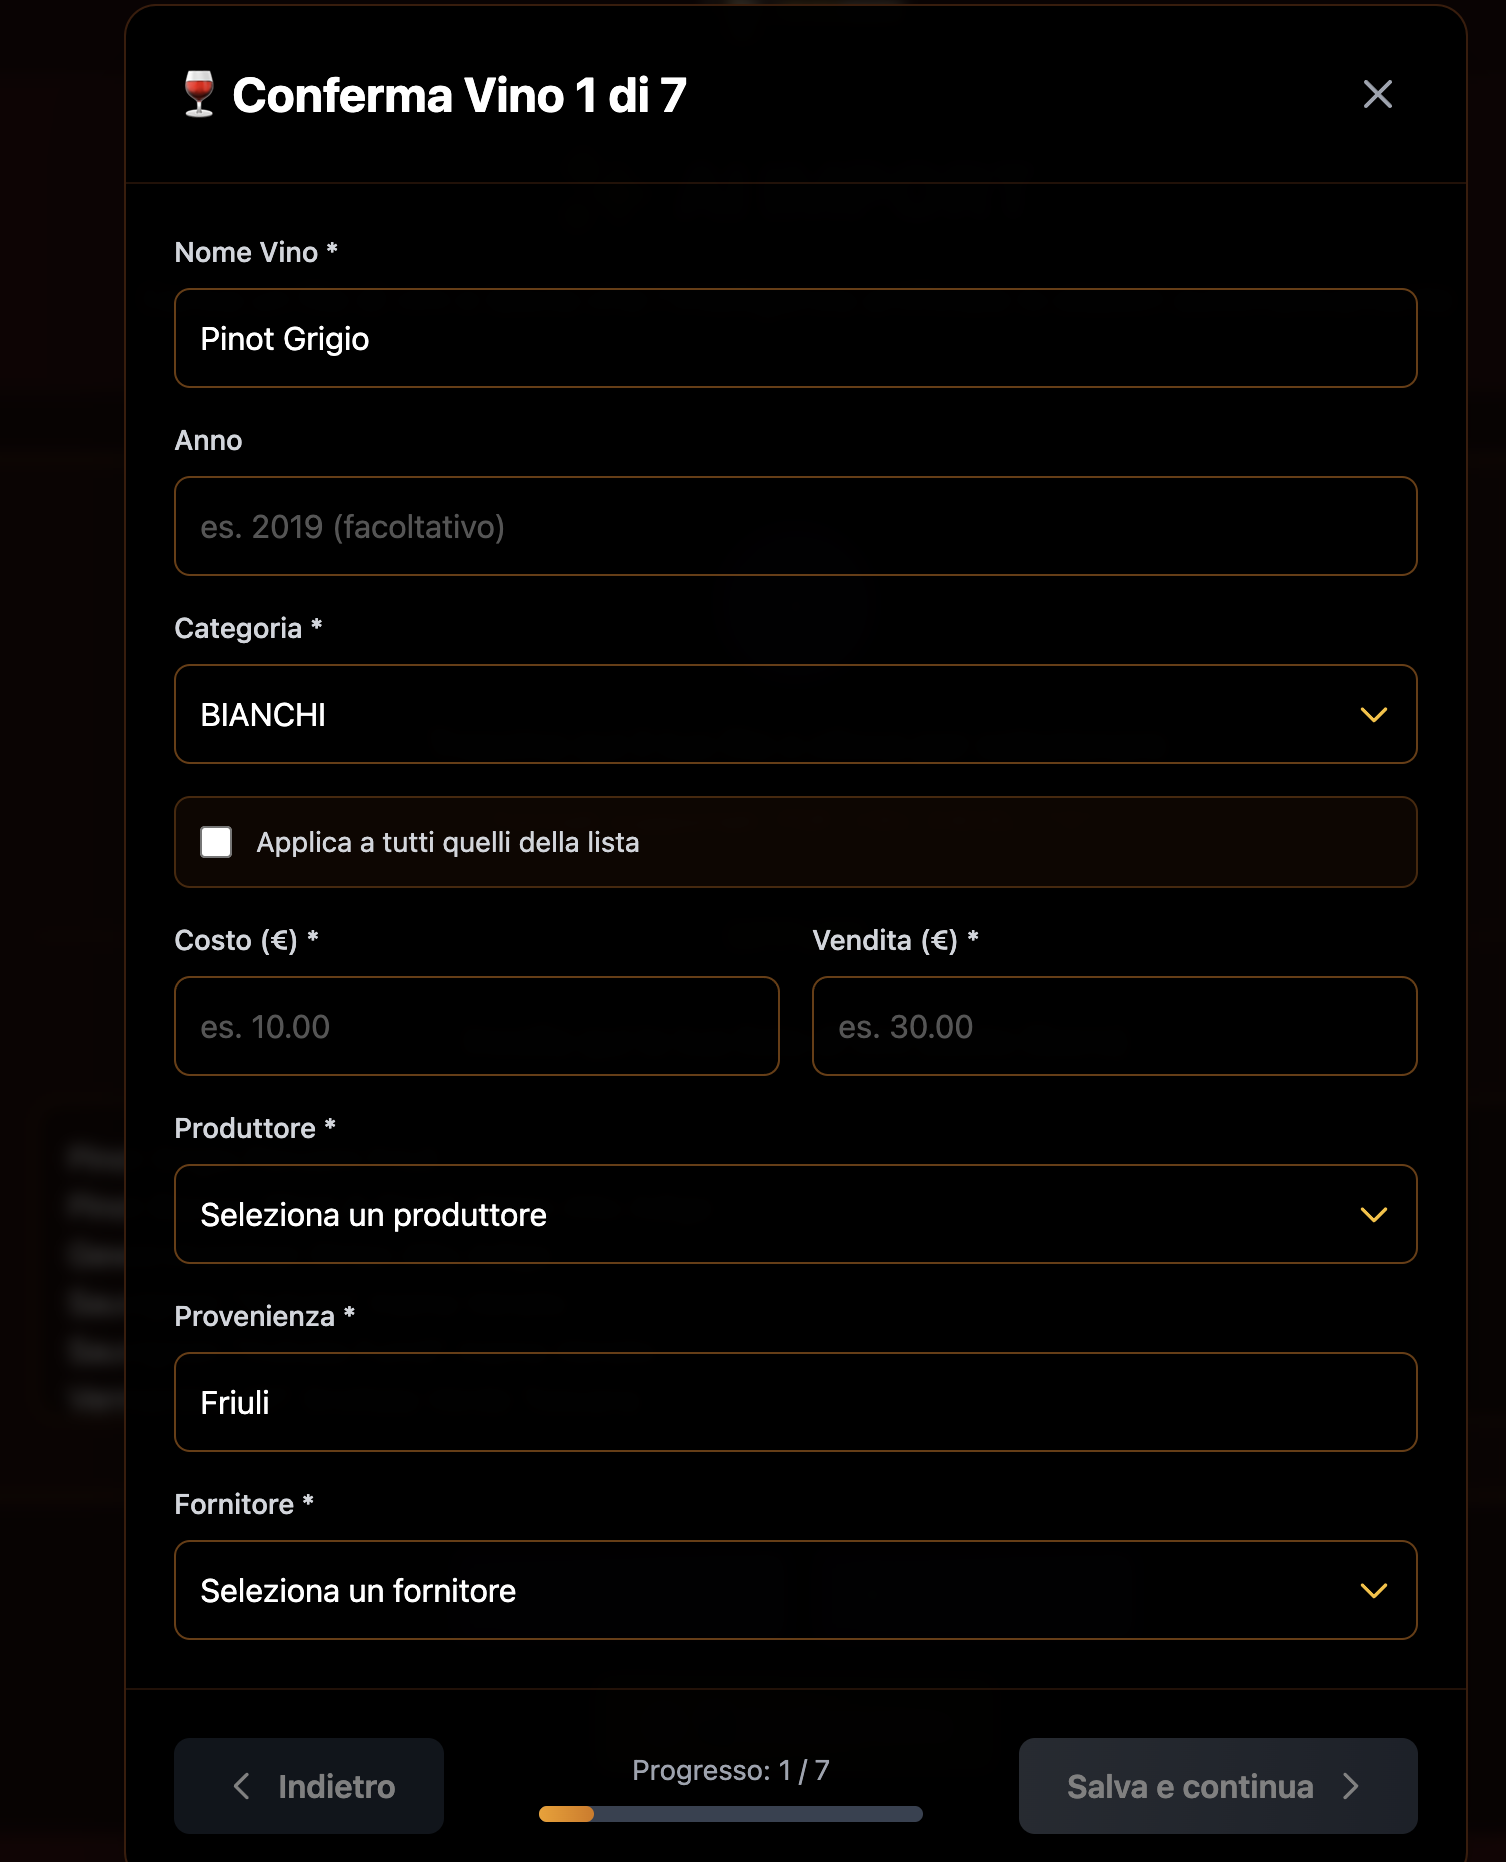 Conferma Vino 1 di 7
Nome Vino *
Pinot Grigio
Anno
es. 2019 (facoltativo)
Categoria *
BIANCHI
Applica a tutti quelli della lista
Costo (€) * Vendita (€) *
es. 10.00 es. 30.00
Produttore *
Seleziona un produttore
Provenienza *
Friuli
Fornitore *
Seleziona un fornitore
Indietro
Progresso: 1 / 7
Salva e continua